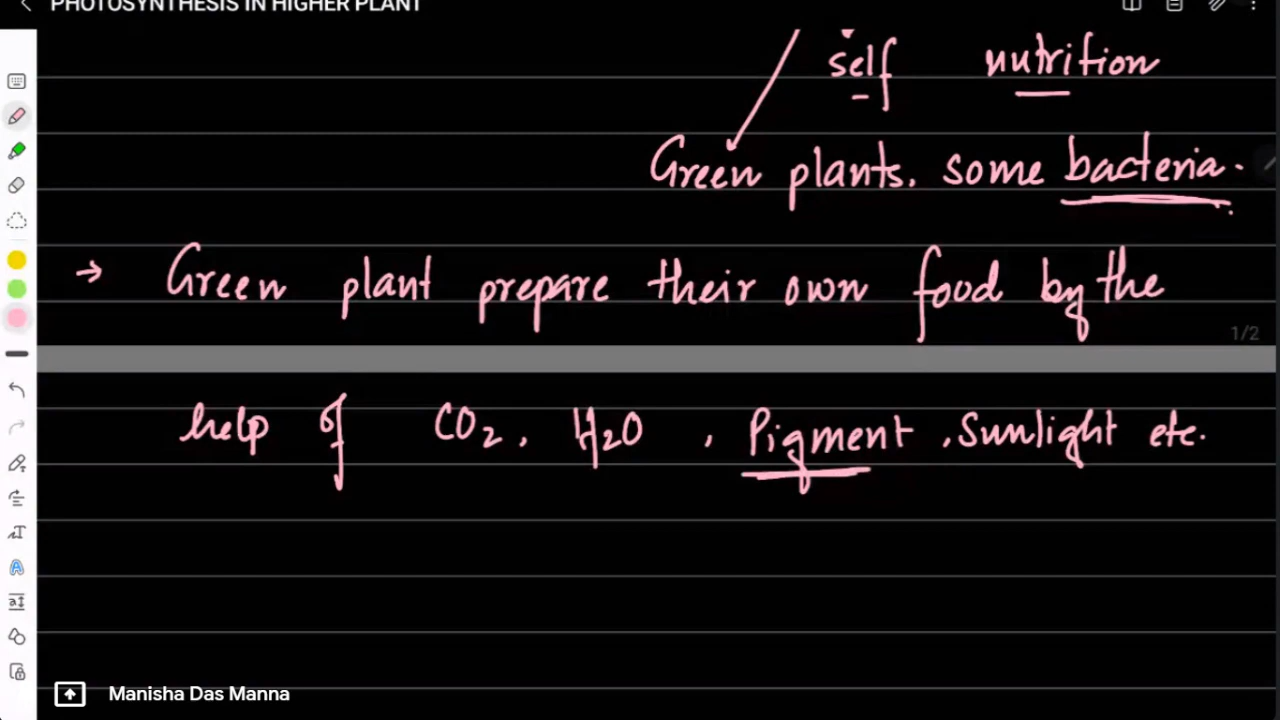 PHOTOSYNTHESIS IN HIGHER PLANT
self nutrition
Green plants, some bacteria.
→ Green plant prepare their own food by the
1/2
help of CO₂, H₂O, Pigment, Sunlight etc.
Manisha Das Manna